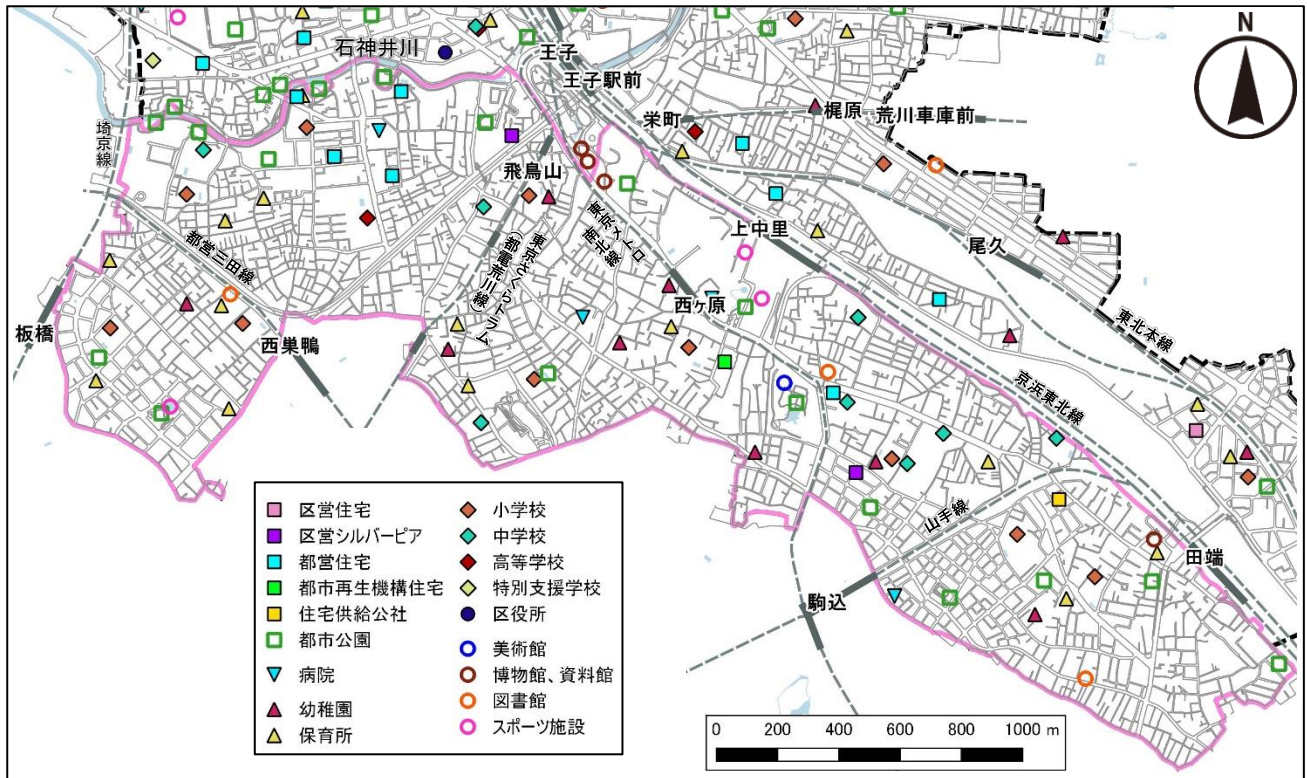 N
石神井川
王子
王子駅前
栄町
梶原
荒川車庫前
埼京線
飛鳥山
上中里
尾久
東京メトロ
南北線
都営三田線
東京さくらトラム
(都電荒川線)
西ヶ原
東北本線
板橋
西巣鴨
京浜東北線
山手線
田端
駒込
区営住宅
区営シルバーピア
都営住宅
都市再生機構住宅
住宅供給公社
都市公園
病院
幼稚園
保育所
小学校
中学校
高等学校
特別支援学校
区役所
美術館
博物館、資料館
図書館
スポーツ施設
0 200 400 600 800 1000 m